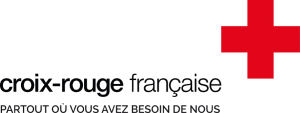 croix-rouge française
PARTOUT OÙ VOUS AVEZ BESOIN DE NOUS